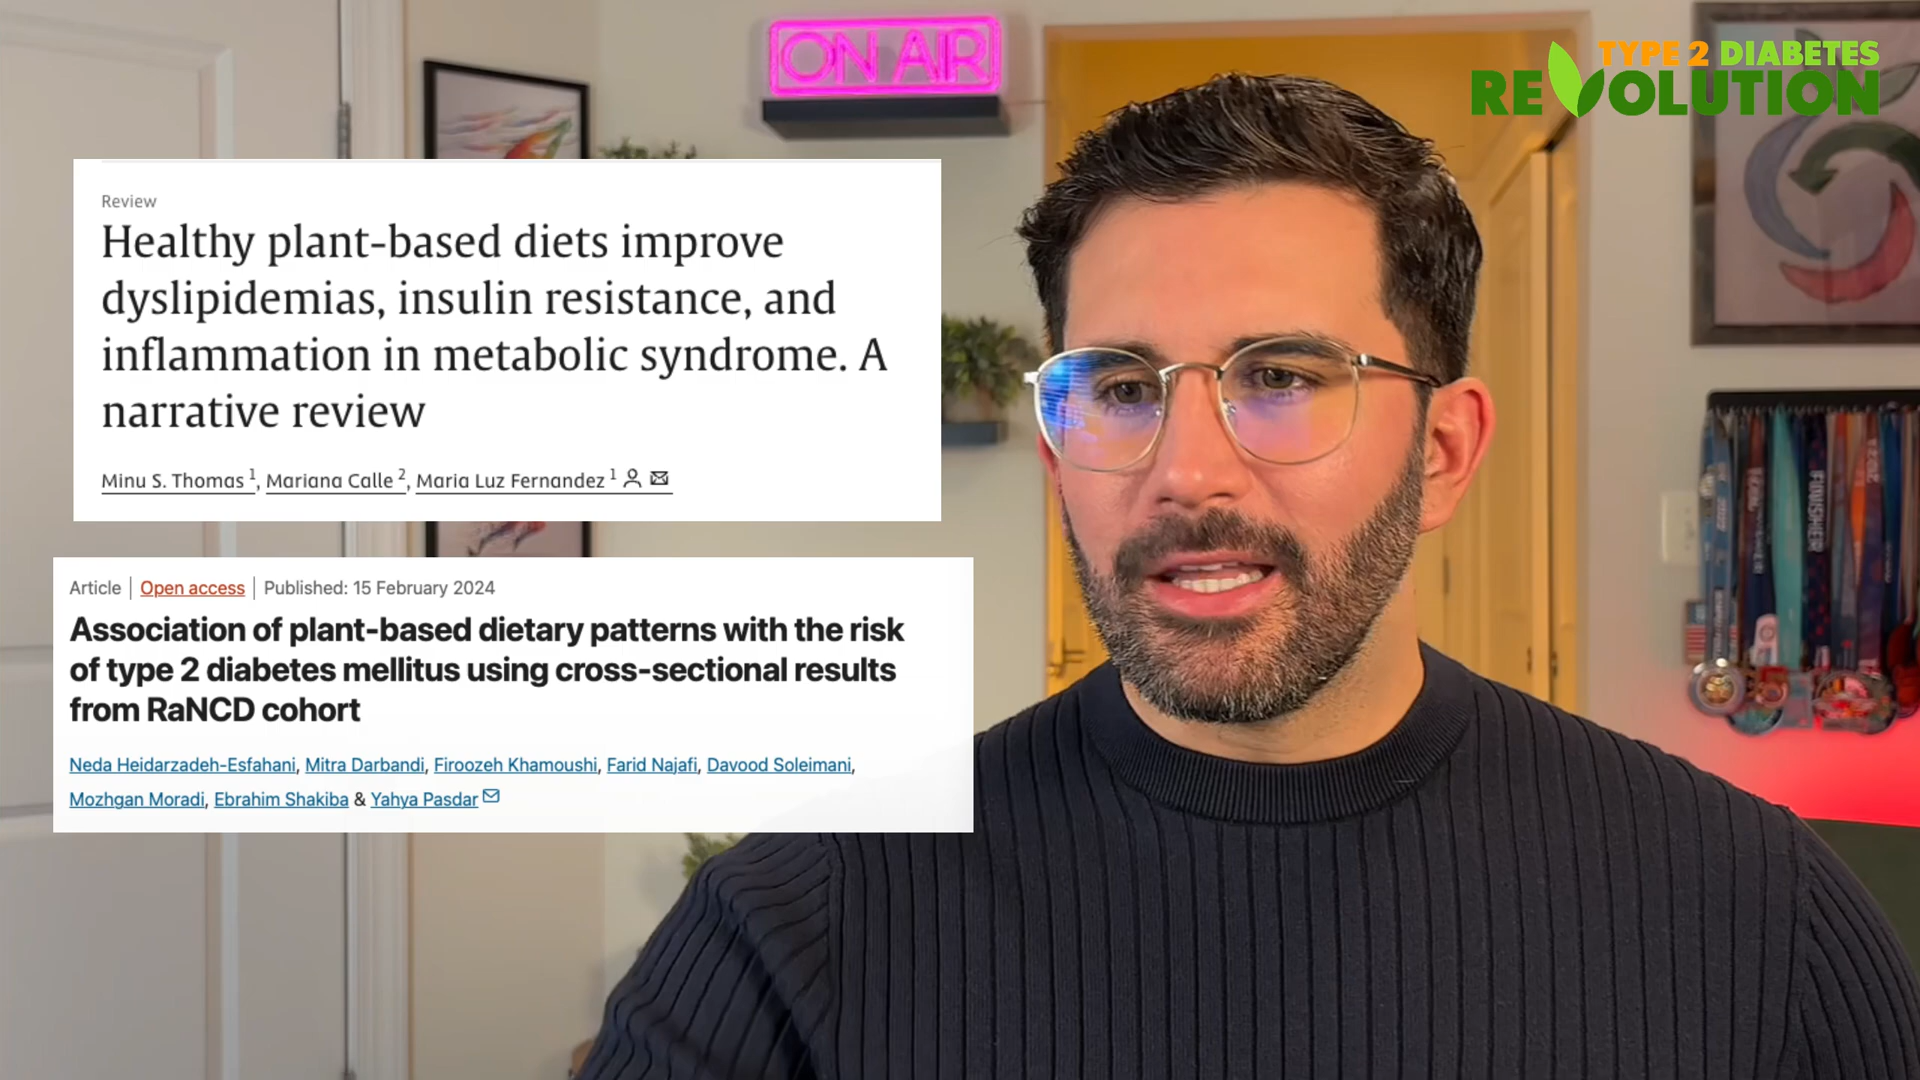 ON AIR
TYPE 2 DIABETES
REVOLUTION
Review
Healthy plant-based diets improve
dyslipidemias, insulin resistance, and
inflammation in metabolic syndrome. A
narrative review
Minu S. Thomas 1, Mariana Calle 2, Maria Luz Fernandez 1
Article | Open access | Published: 15 February 2024
Association of plant-based dietary patterns with the risk
of type 2 diabetes mellitus using cross-sectional results
from RaNCD cohort
Neda Heidarzadeh-Esfahani, Mitra Darbandi, Firoozeh Khamoushi, Farid Najafi, Davood Soleimani,
Mozhgan Moradi, Ebrahim Shakiba & Yahya Pasdar
FINISHER